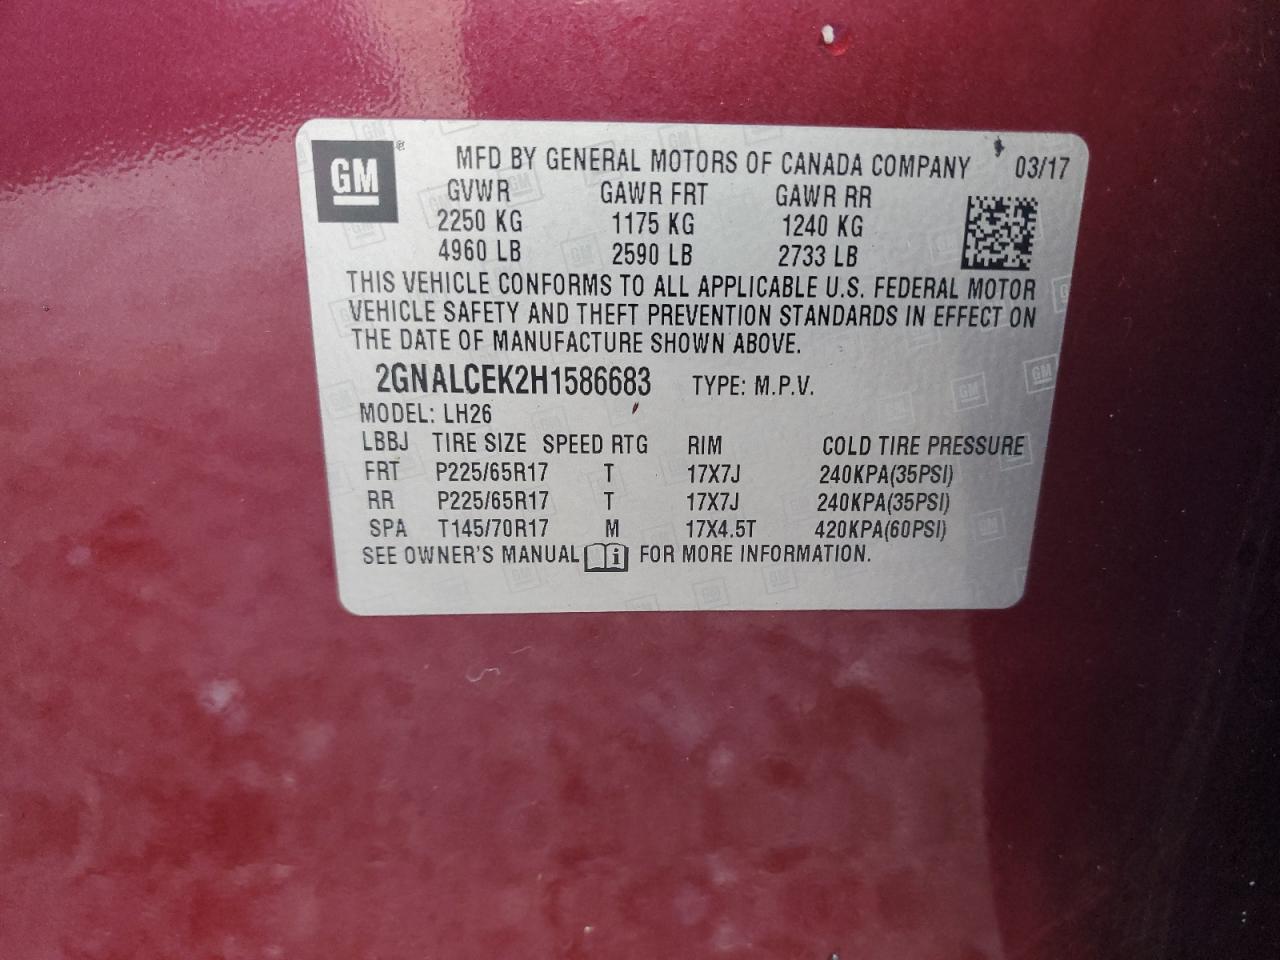 GM ®
MFD BY GENERAL MOTORS OF CANADA COMPANY 03/17
GVWR GAWR FRT GAWR RR
2250 KG 1175 KG 1240 KG
4960 LB 2590 LB 2733 LB
THIS VEHICLE CONFORMS TO ALL APPLICABLE U.S. FEDERAL MOTOR
VEHICLE SAFETY AND THEFT PREVENTION STANDARDS IN EFFECT ON
THE DATE OF MANUFACTURE SHOWN ABOVE.
2GNALCEK2H1586683 TYPE: M.P.V.
MODEL: LH26
LBBJ TIRE SIZE SPEED RTG RIM COLD TIRE PRESSURE
FRT P225/65R17 T 17X7J 240KPA(35PSI)
RR P225/65R17 T 17X7J 240KPA(35PSI)
SPA T145/70R17 M 17X4.5T 420KPA(60PSI)
SEE OWNER'S MANUAL i FOR MORE INFORMATION.